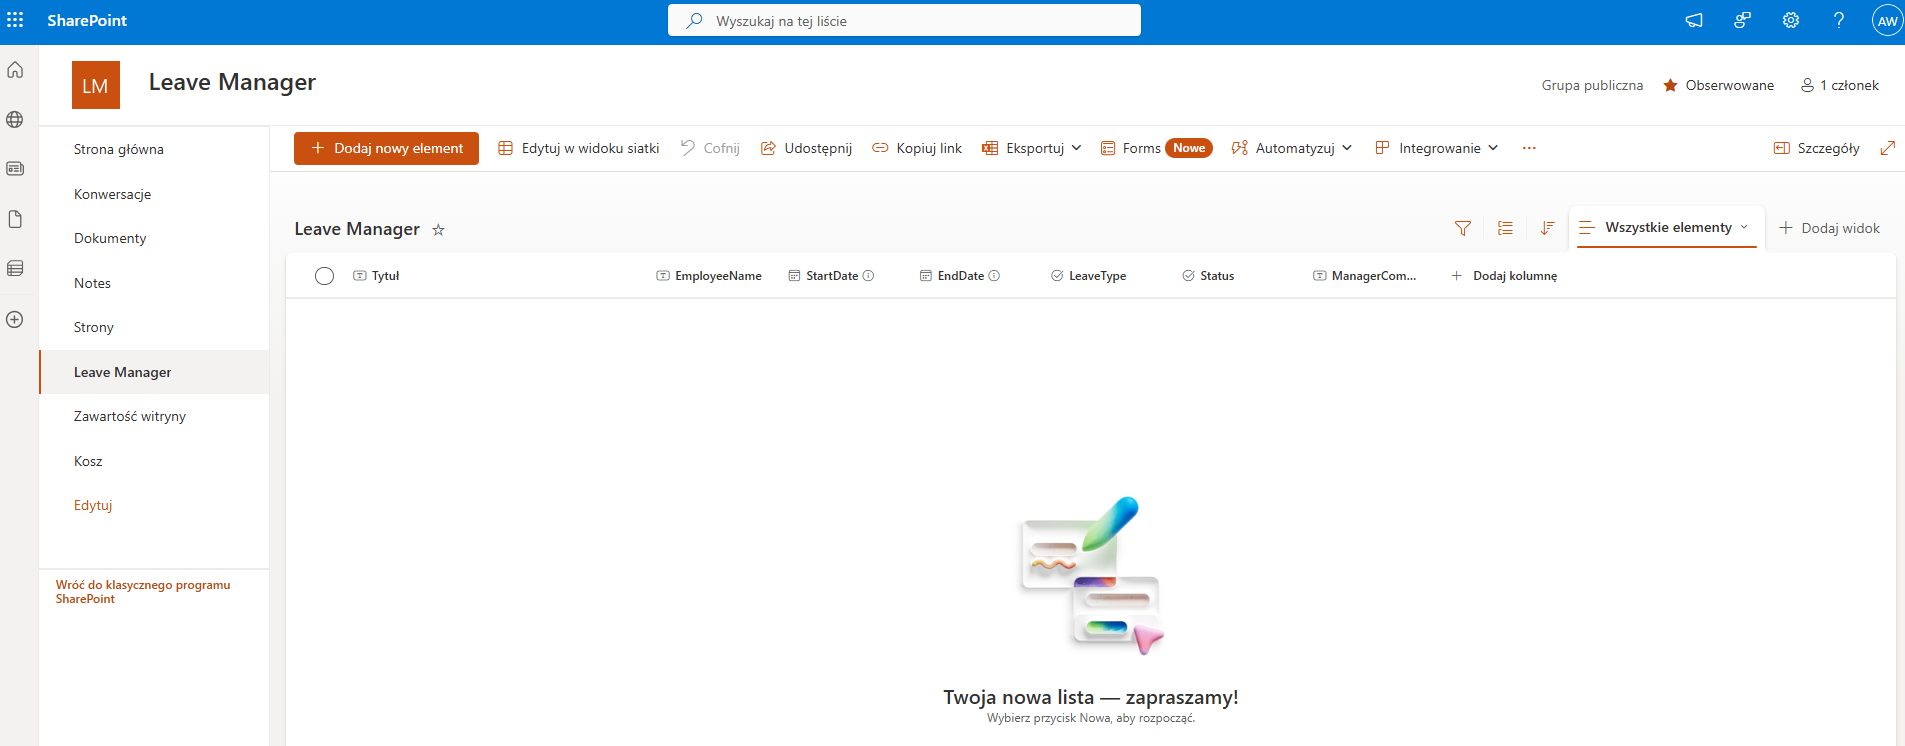 SharePoint
Wyszukaj na tej liście
AW
LM
Leave Manager
Grupa publiczna
Obserwowane
1 członek
Strona główna
Konwersacje
Dokumenty
Notes
Strony
Leave Manager
Zawartość witryny
Kosz
Edytuj
Wróć do klasycznego programu
SharePoint
Dodaj nowy element
Edytuj w widoku siatki
Cofnij
Udostępnij
Kopiuj link
Eksportuj
Forms Nowe
Automatyzuj
Integrowanie
Szczegóły
Leave Manager
Wszystkie elementy
Dodaj widok
Tytuł
EmployeeName
StartDate
EndDate
LeaveType
Status
ManagerCom...
Dodaj kolumnę
Twoja nowa lista — zapraszamy!
Wybierz przycisk Nowa, aby rozpocząć.